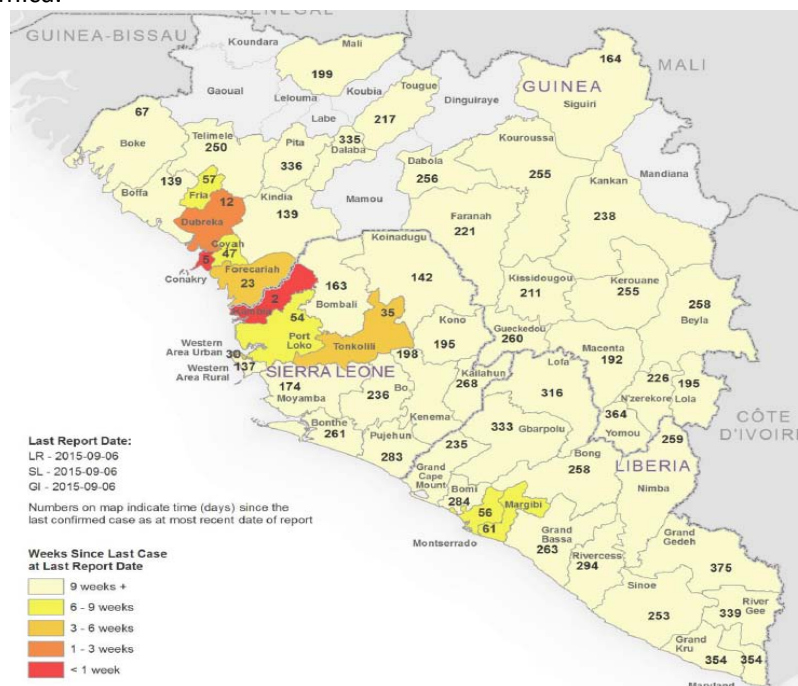 SENEGAL
GUINEA-BISSAU
MALI
Koundara
Mali
199
164
GUINEA
Siguiri
Gaoual
Koubia
Lelouma
Labe
Tougue
217
Dinguiraye
67
Boke
Telimele
250
Pita
336
335
Dalaba
Kouroussa
255
Dabola
256
Mandiana
Kankan
238
139
Boffa
57
Fria
12
Dubreka
Kindia
139
Mamou
Faranah
221
Coyah
47
5
Conakry
Forecariah
23
Koinadugu
142
Kissidougou
211
Kerouane
255
258
Beyla
2
163
Bombali
54
Port
Loko
35
Tonkolili
Kono
195
Gueckedou
260
Macenta
192
Western
Area Urban
30
Western
Area Rural
137
198
SIERRA LEONE
Kailahun
268
Lofa
316
226
N'zerekore
195
Lola
174
Moyamba
236
Bo
Kenema
364
Yomou
CÔTE
D'IVOIRE
Bonthe
261
Pujehun
283
333
Gbarpolu
235
Grand
Cape
Mount
259
Bong
258
LIBERIA
Nimba
Bomi
284
56
Margibi
61
Montserrado
Grand
Bassa
263
Rivercess
294
Grand
Gedeh
375
Sinoe
253
River
Gee
339
Grand
Kru
354
354
Maryland
Last Report Date:
LR - 2015-09-06
SL - 2015-09-06
GI - 2015-09-06
Numbers on map indicate time (days) since the
last confirmed case as at most recent date of report
Weeks Since Last Case
at Last Report Date
9 weeks +
6 - 9 weeks
3 - 6 weeks
1 - 3 weeks
< 1 week